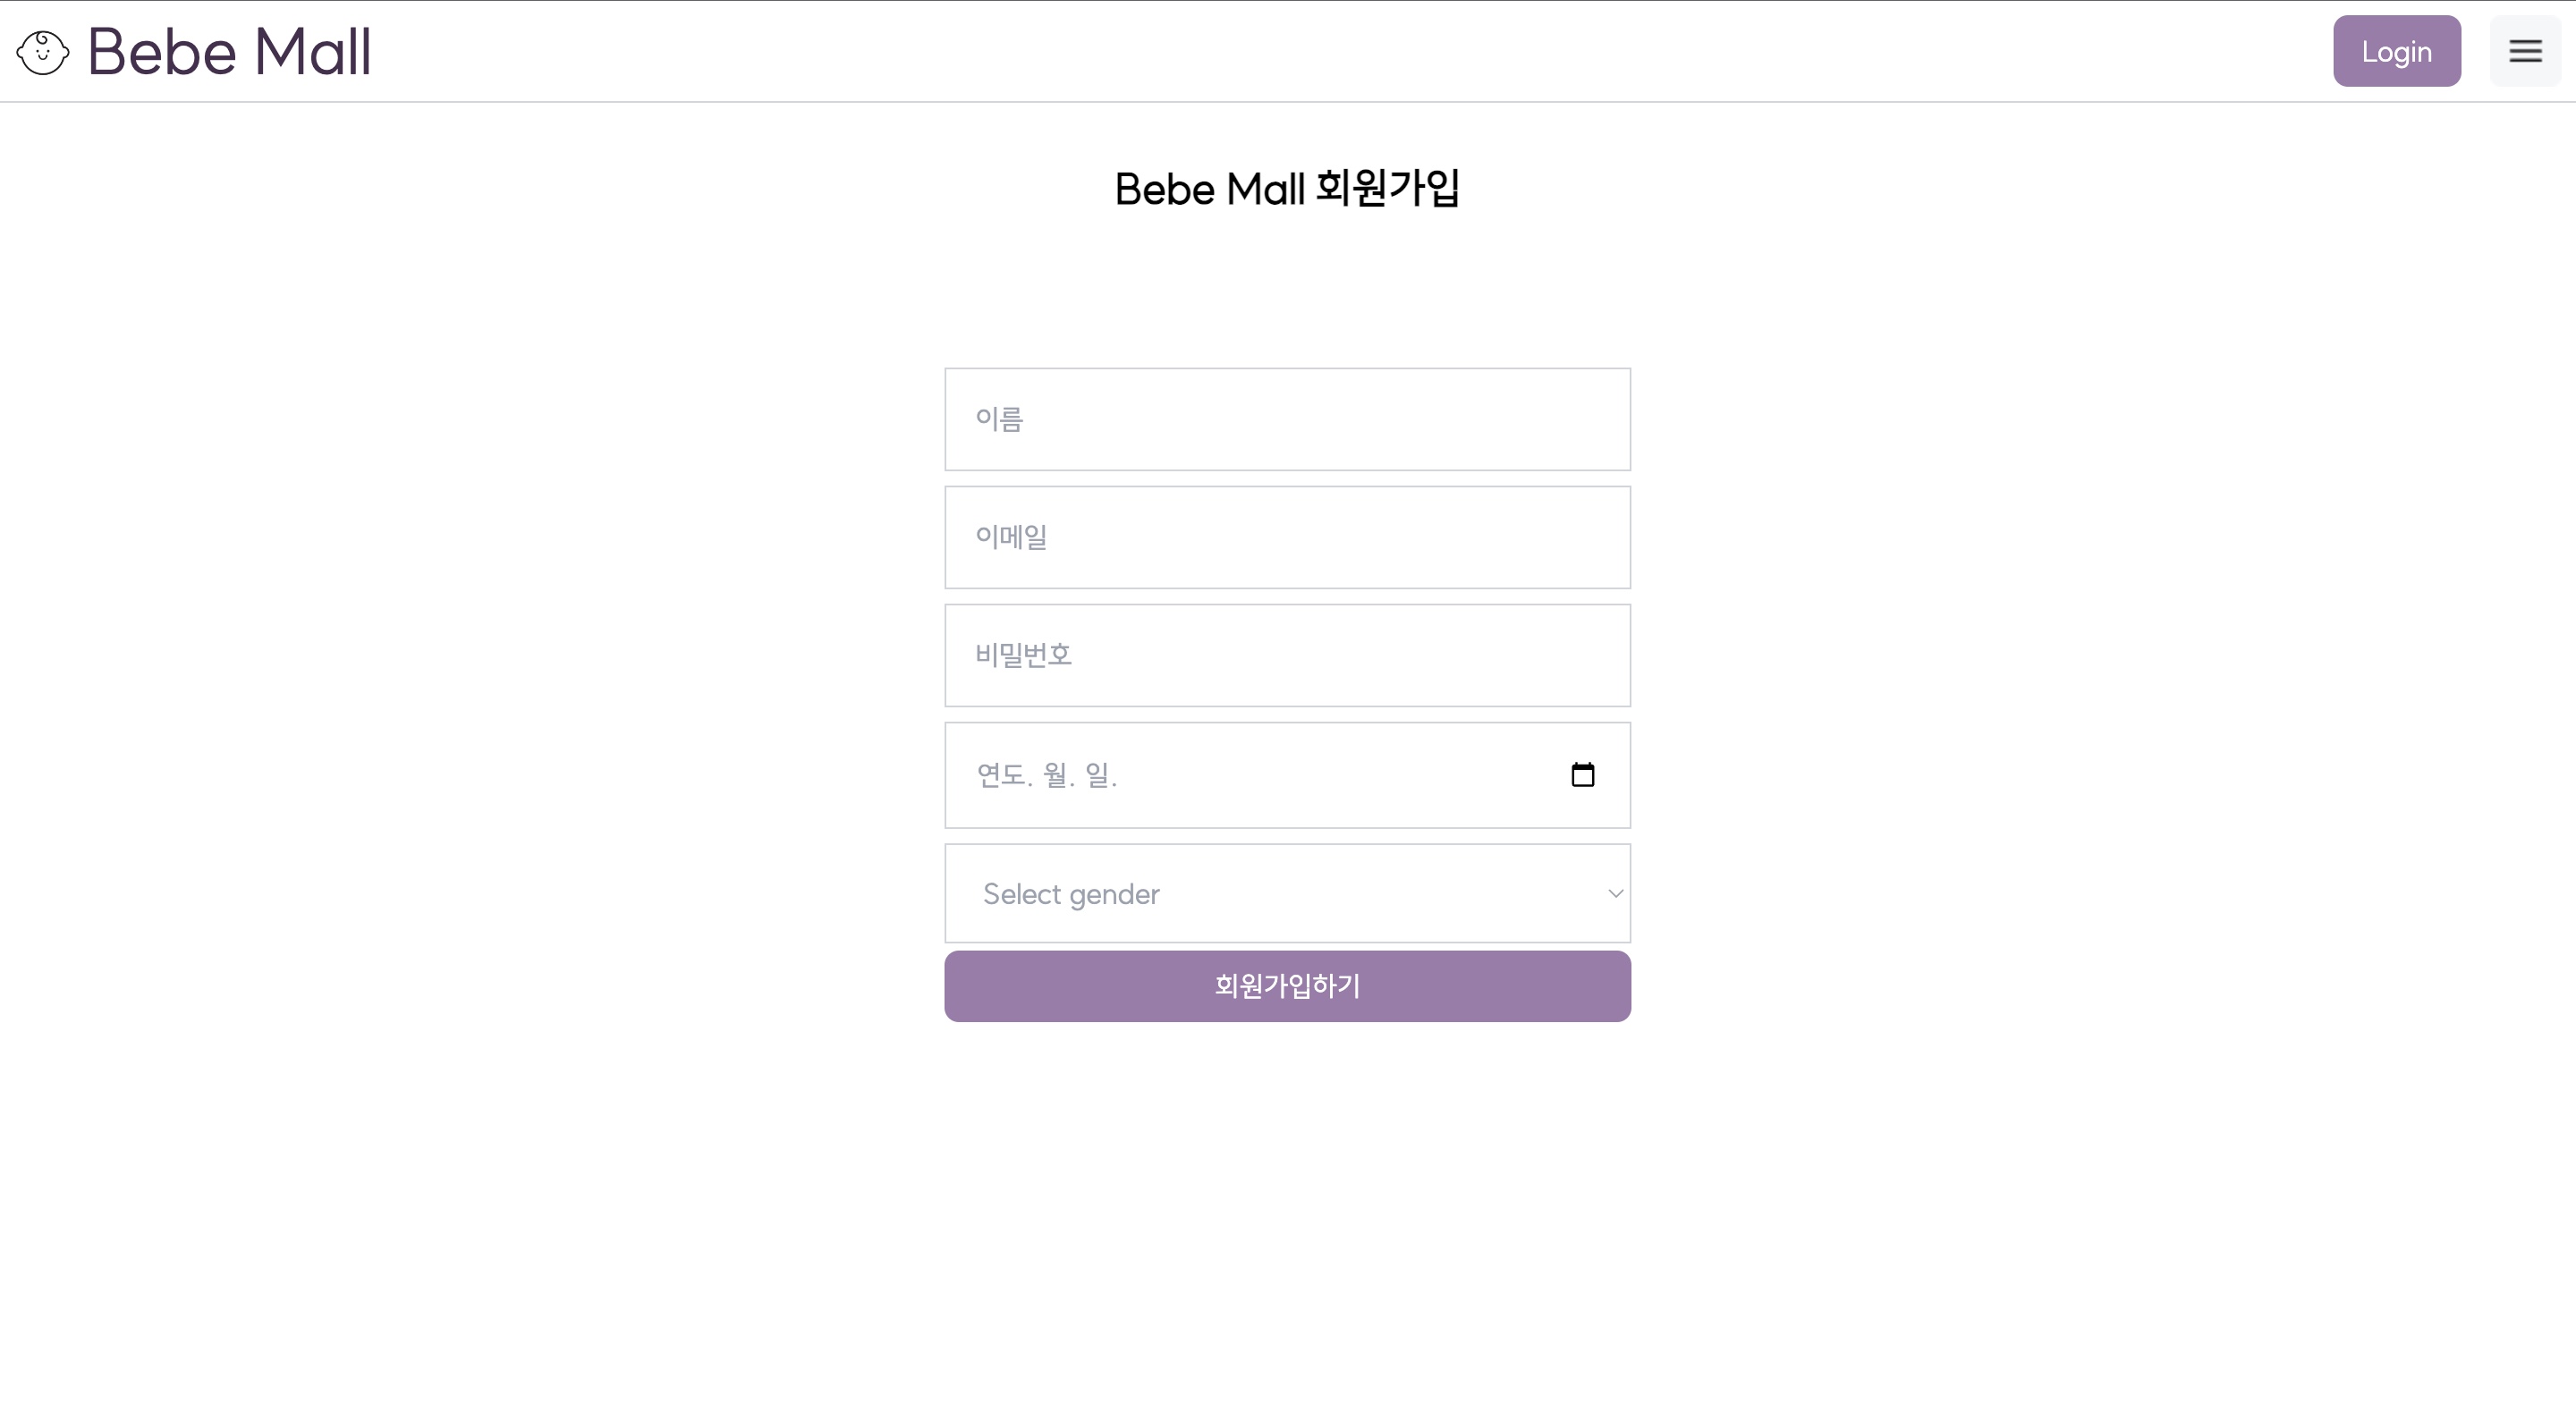 Bebe Mall
Login
Bebe Mall 회원가입
이름
이메일
비밀번호
연도. 월. 일.
Select gender
회원가입하기